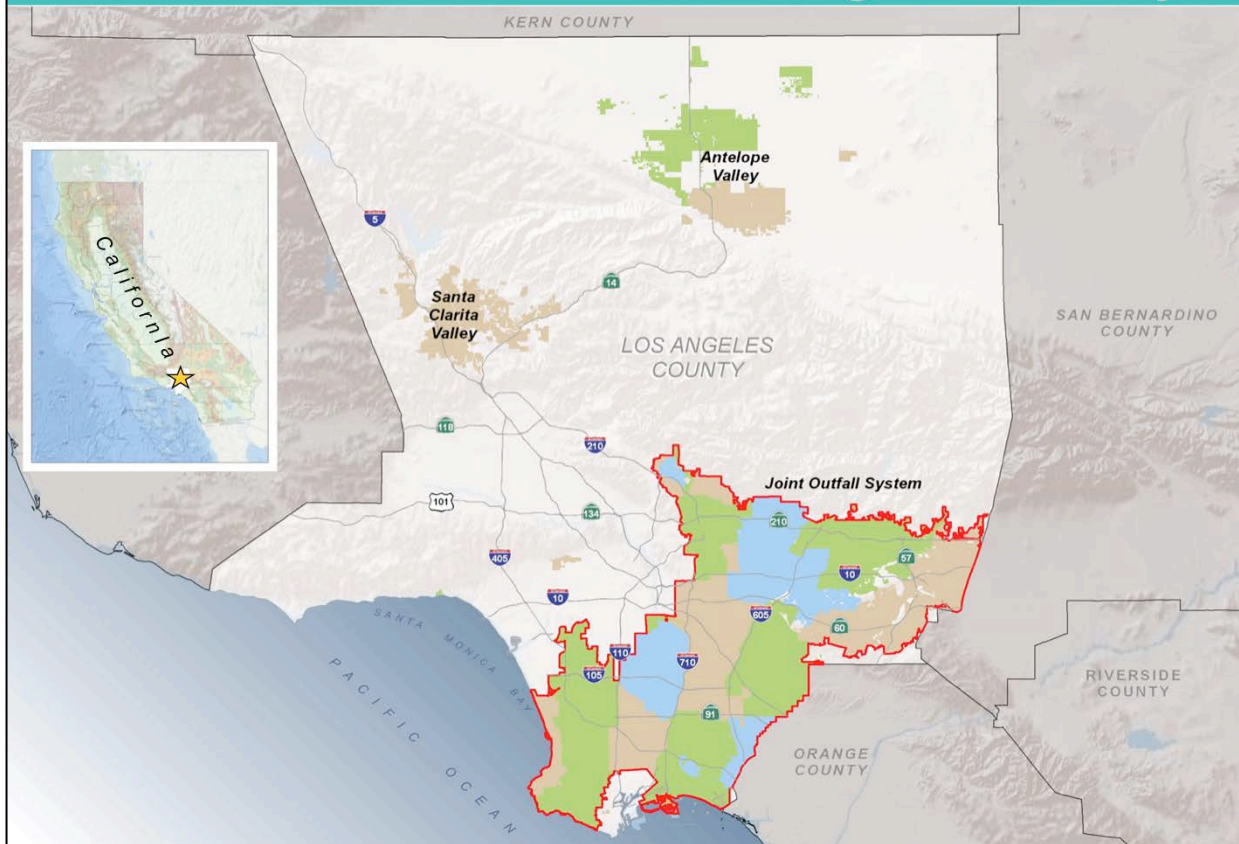 KERN COUNTY
Antelope
Valley
5
California
14
Santa
Clarita
Valley
SAN BERNARDINO
COUNTY
LOS ANGELES
COUNTY
118
210
Joint Outfall System
101
134
210
405
57
10
10
605
SANTA MONICA BAY
60
110
710
105
RIVERSIDE
COUNTY
PACIFIC OCEAN
91
ORANGE
COUNTY